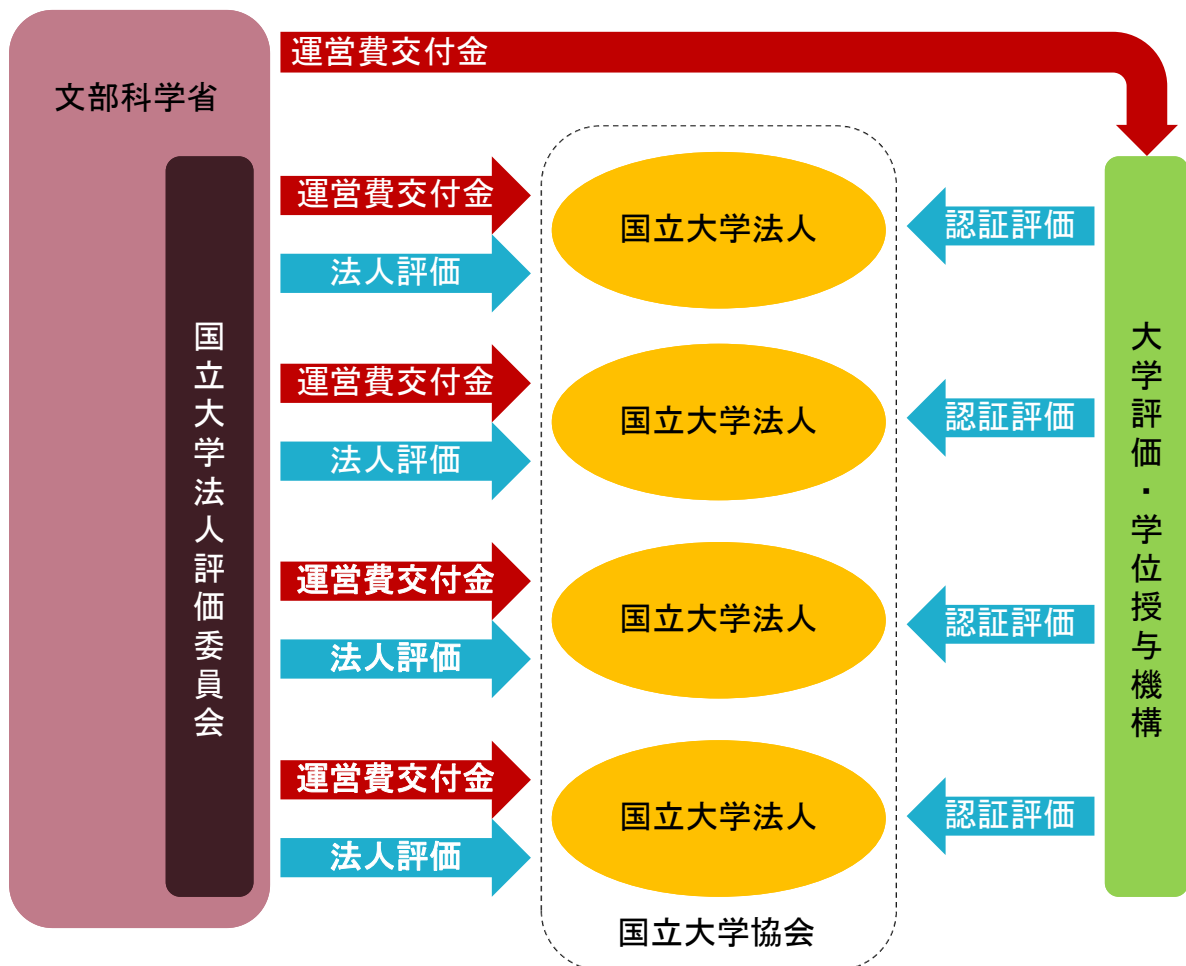 運営費交付金
文部科学省
国立大学法人評価委員会
運営費交付金
法人評価
国立大学法人
認証評価
運営費交付金
法人評価
国立大学法人
認証評価
運営費交付金
法人評価
国立大学法人
認証評価
運営費交付金
法人評価
国立大学法人
認証評価
大学評価・学位授与機構
国立大学協会